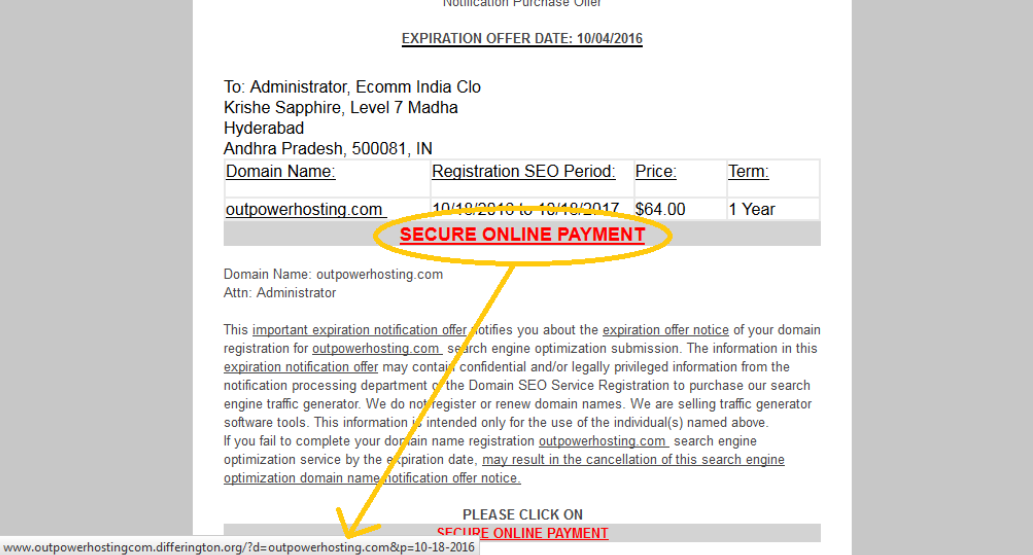 Notification Purchase Offer
EXPIRATION OFFER DATE: 10/04/2016
To: Administrator, Ecomm India Clo
Krishe Sapphire, Level 7 Madha
Hyderabad
Andhra Pradesh, 500081, IN
Domain Name: Registration SEO Period: Price: Term:
outpowerhosting.com 10/18/2016 to 10/18/2017 $64.00 1 Year
SECURE ONLINE PAYMENT
Domain Name: outpowerhosting.com
Attn: Administrator
This important expiration notification offer notifies you about the expiration offer notice of your domain
registration for outpowerhosting.com search engine optimization submission. The information in this
expiration notification offer may contain confidential and/or legally privileged information from the
notification processing department of the Domain SEO Service Registration to purchase our search
engine traffic generator. We do not register or renew domain names. We are selling traffic generator
software tools. This information is intended only for the use of the individual(s) named above.
If you fail to complete your domain name registration outpowerhosting.com search engine
optimization service by the expiration date, may result in the cancellation of this search engine
optimization domain name notification offer notice.
PLEASE CLICK ON
SECURE ONLINE PAYMENT
www.outpowerhostingcom.differington.org/?d=outpowerhosting.com&p=10-18-2016